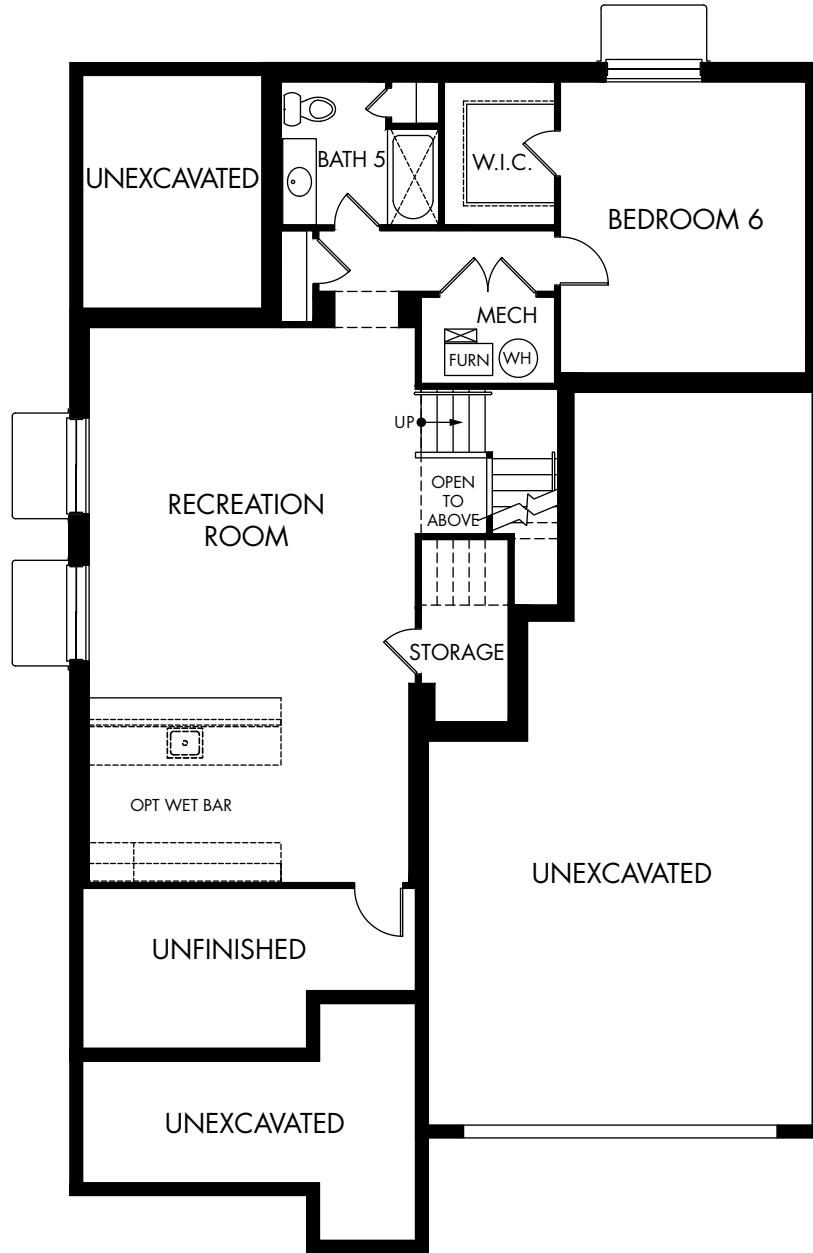 UNEXCAVATED
BATH 5
W.I.C.
BEDROOM 6
MECH
FURN
WH
UP
OPEN
TO
ABOVE
RECREATION
ROOM
STORAGE
OPT WET BAR
UNEXCAVATED
UNFINISHED
UNEXCAVATED